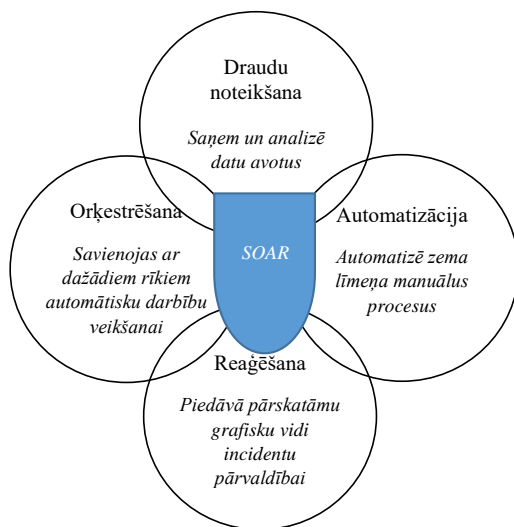 Draudu
noteikšana
Saņem un analizē
datu avotus
Orķestrēšana
Savienojas ar
dažādiem rīkiem
automātisku darbību
veikšanai
SOAR
Automatizācija
Automatizē zema
līmeņa manuālus
procesus
Reaģēšana
Piedāvā pārskatāmu
grafisku vidi
incidentu
pārvaldībai